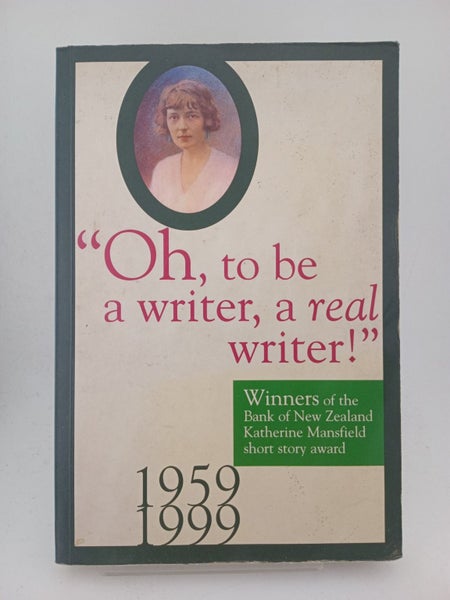 “Oh, to be
a writer, a real
writer!”
Winners of the
Bank of New Zealand
Katherine Mansfield
short story award
1959
1999